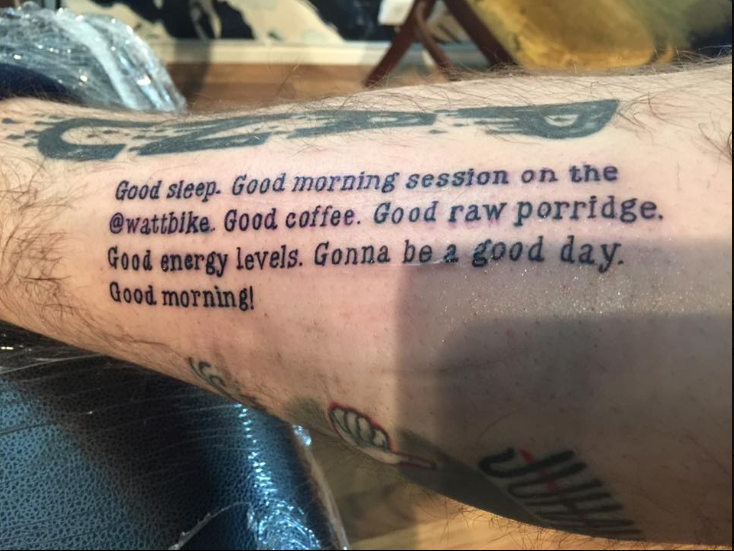 Good sleep. Good morning session on the
@wattbike. Good coffee. Good raw porridge.
Good energy levels. Gonna be a good day.
Good morning!